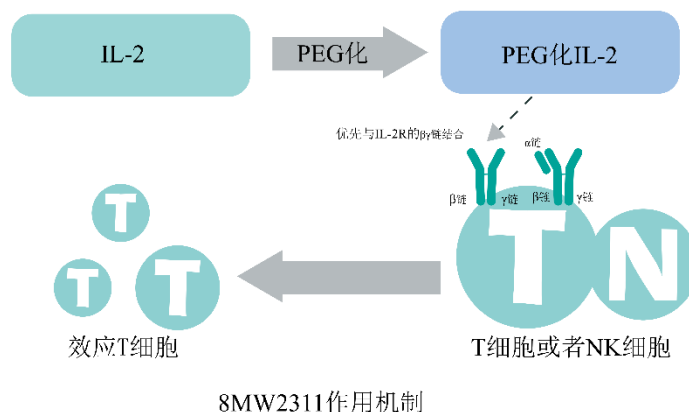 IL-2
PEG化
PEG化IL-2
优先与IL-2R的βγ链结合
α链
β链
γ链
β链
γ链
T
N
T
T
T
效应T细胞
T细胞或者NK细胞
8MW2311作用机制